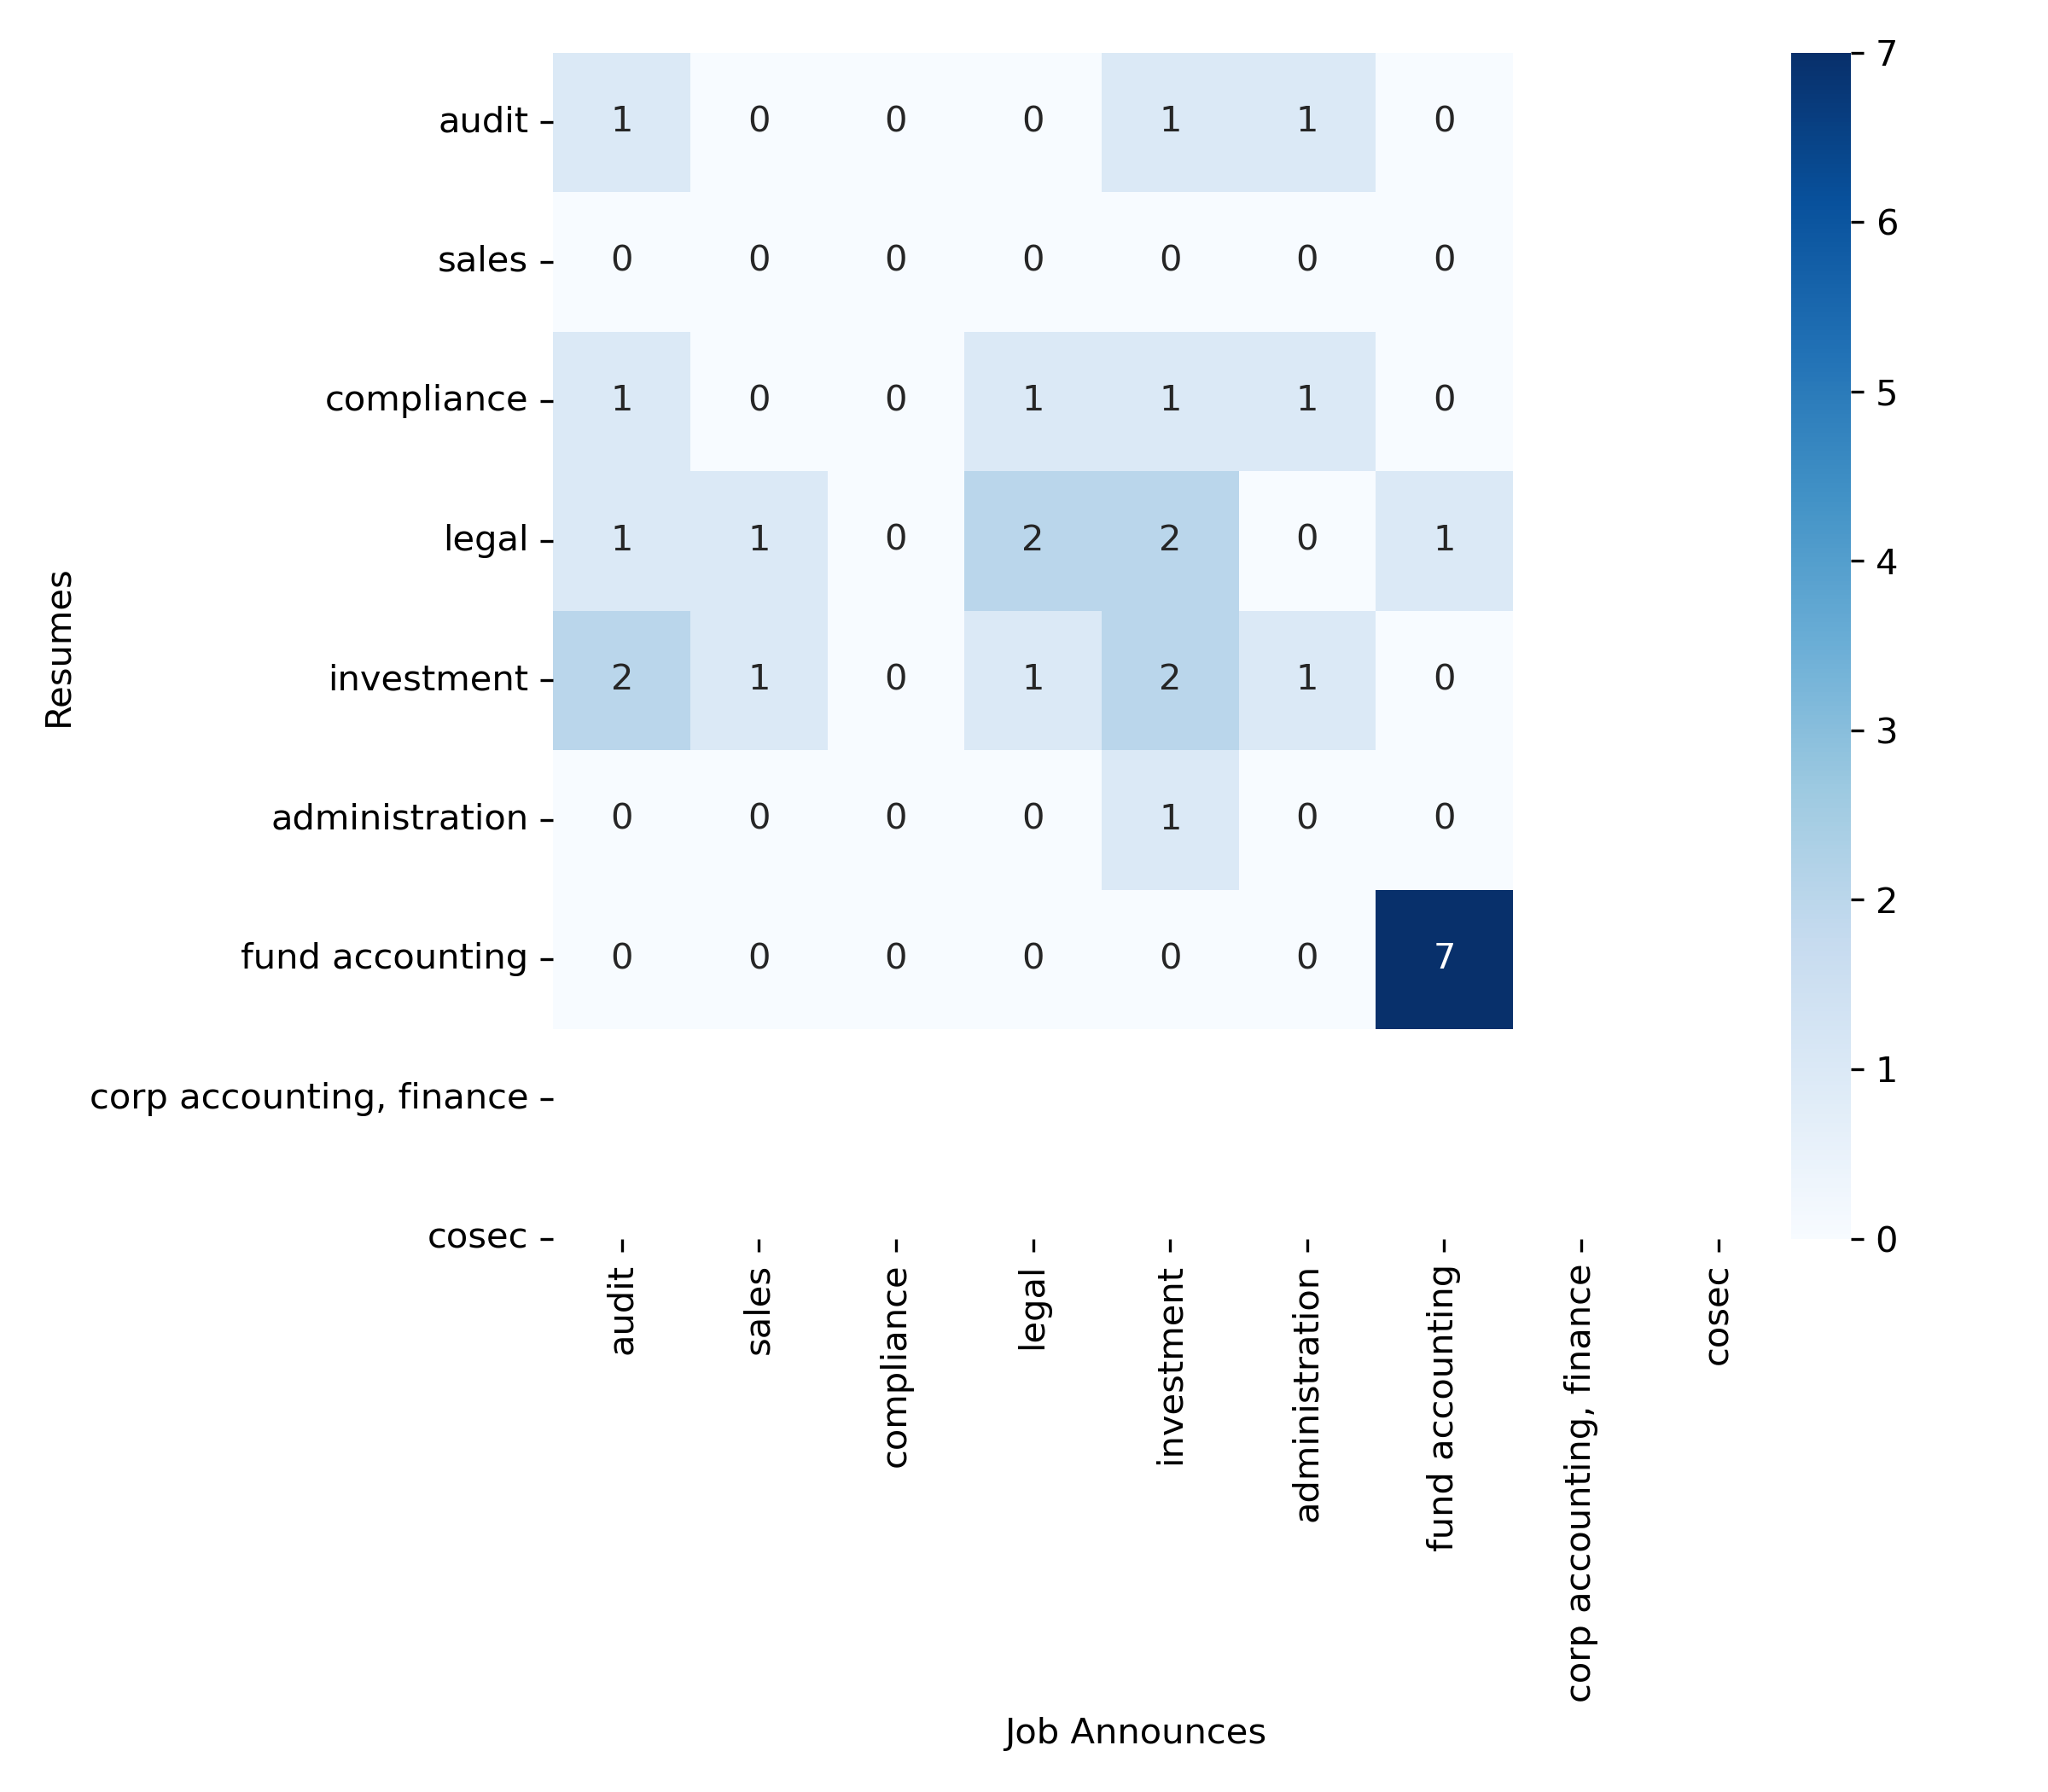 audit 1 0 0 0 1 1 0
sales 0 0 0 0 0 0 0
compliance 1 0 0 1 1 1 0
legal 1 1 0 2 2 0 1
investment 2 1 0 1 2 1 0
administration 0 0 0 0 1 0 0
fund accounting 0 0 0 0 0 0 7
corp accounting, finance
cosec
Resumes
audit
sales
compliance
legal
investment
administration
fund accounting
corp accounting, finance
cosec
Job Announces
7
6
5
4
3
2
1
0